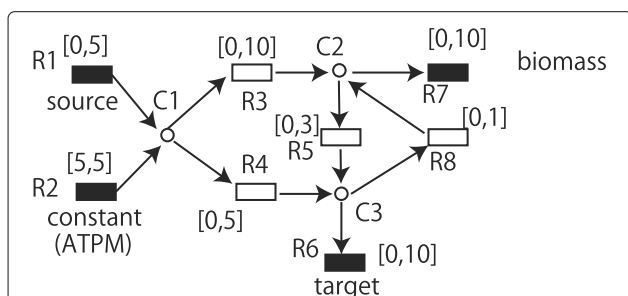 R1 [0,5]
source
C1
[0,10]
R3
C2
[0,10]
R7
biomass
[5,5]
R2
constant
(ATPM)
R4
[0,5]
[0,3]
R5
[0,1]
R8
C3
R6 [0,10]
target